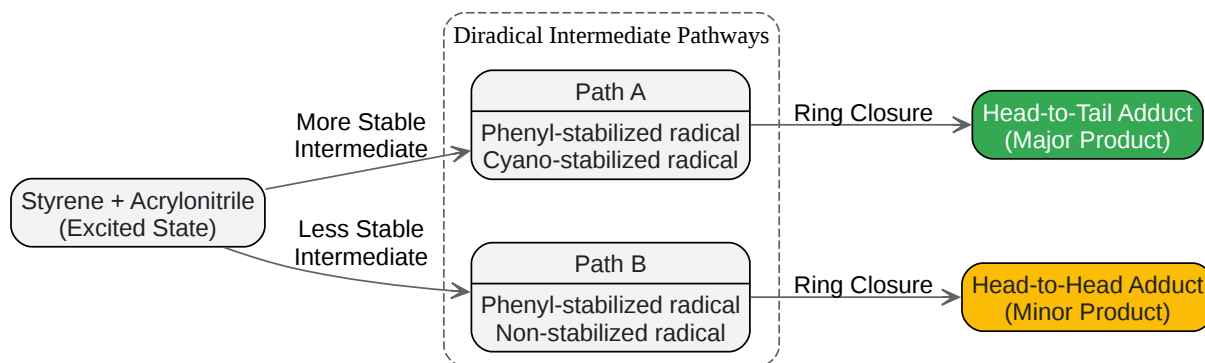 Diradical Intermediate Pathways
Styrene + Acrylonitrile
(Excited State)
More Stable
Intermediate
Less Stable
Intermediate
Path A
Phenyl-stabilized radical
Cyano-stabilized radical
Path B
Phenyl-stabilized radical
Non-stabilized radical
Ring Closure
Head-to-Tail Adduct
(Major Product)
Ring Closure
Head-to-Head Adduct
(Minor Product)